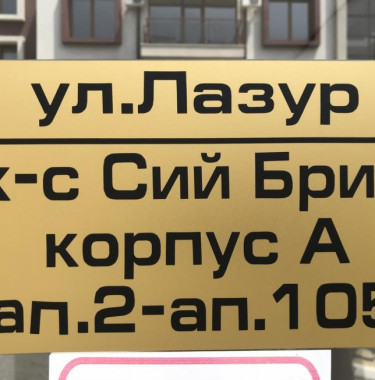 ул.Лазур
к-с Сий Бри
корпус А
ап.2-ап.105